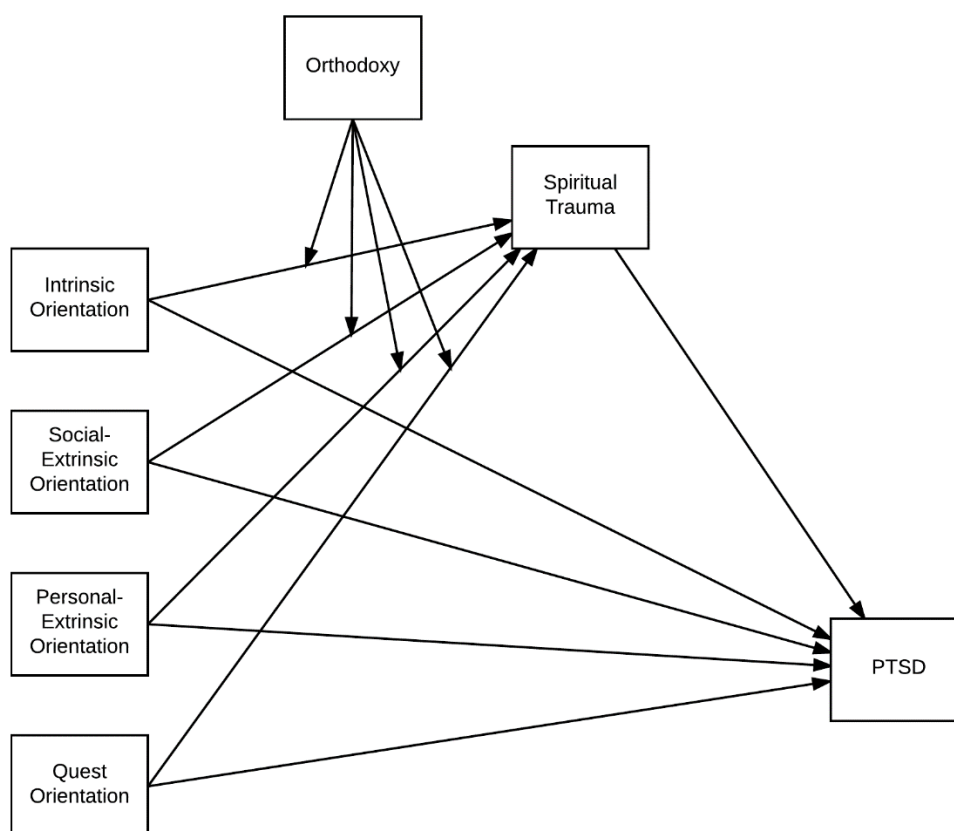 Orthodoxy
Spiritual
Trauma
Intrinsic
Orientation
Social-
Extrinsic
Orientation
Personal-
Extrinsic
Orientation
PTSD
Quest
Orientation